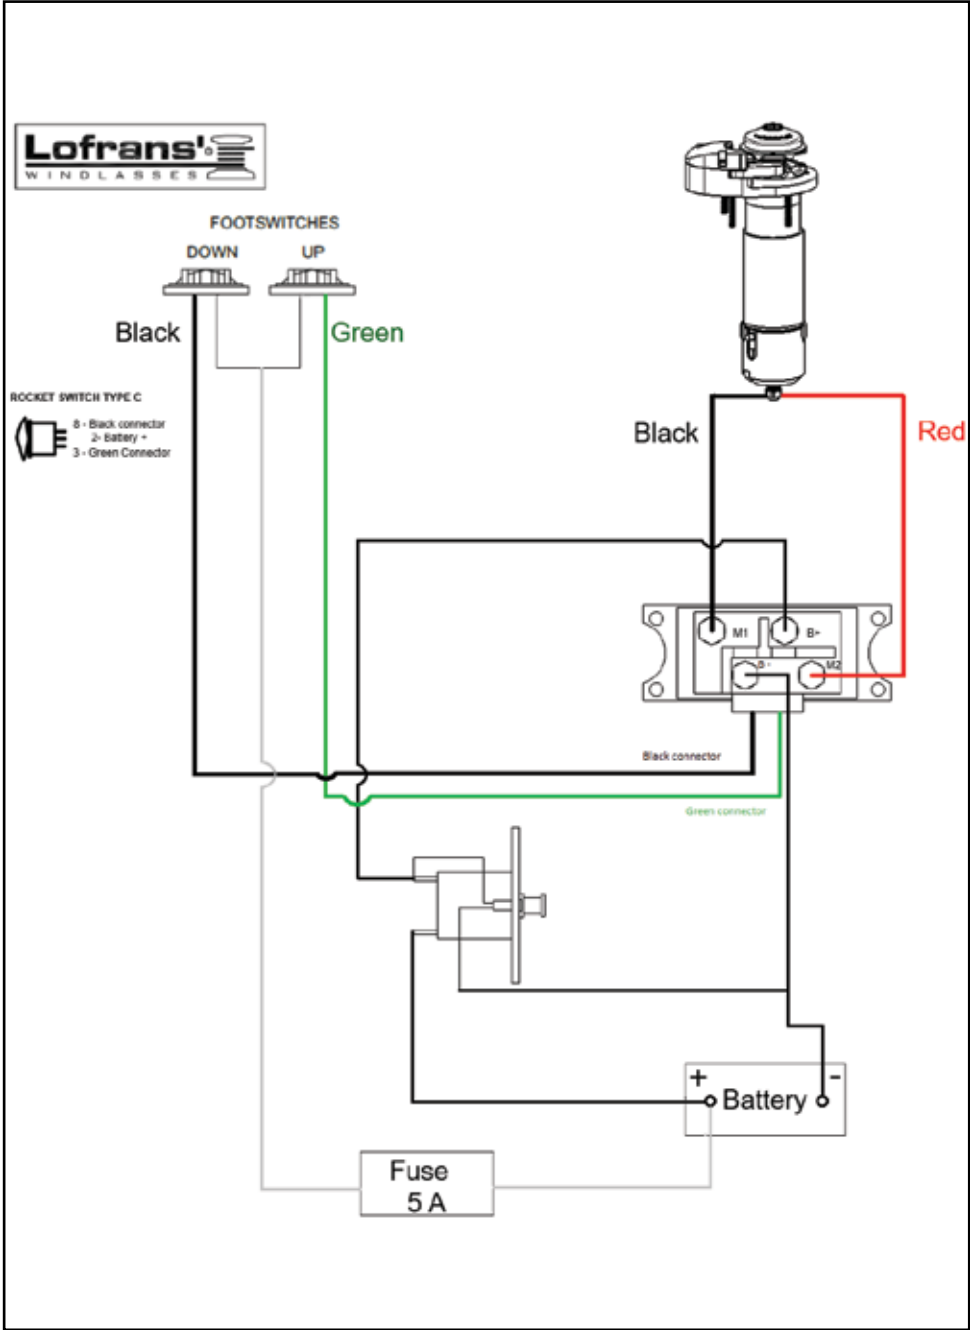 Lofrans'
WINDLASSES
FOOTSWITCHES
DOWN UP
Black
Green
ROCKET SWITCH TYPE C
8 - Black connector
2- Battery +
3 - Green Connector
Black
Red
M1
B+
B -
M2
Black connector
Green connector
+
-
Battery
Fuse
5 A